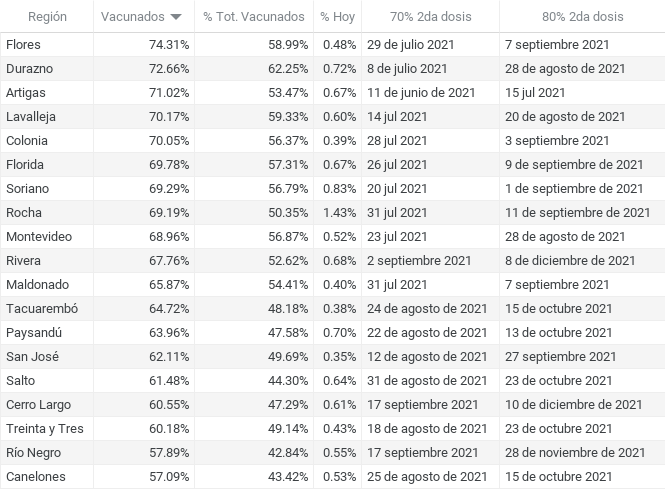 Región Vacunados % Tot. Vacunados % Hoy 70% 2da dosis 80% 2da dosis
Flores 74.31% 58.99% 0.48% 29 de julio 2021 7 septiembre 2021
Durazno 72.66% 62.25% 0.72% 8 de julio 2021 28 de agosto de 2021
Artigas 71.02% 53.47% 0.67% 11 de junio de 2021 15 jul 2021
Lavalleja 70.17% 59.33% 0.60% 14 jul 2021 20 de agosto de 2021
Colonia 70.05% 56.37% 0.39% 28 jul 2021 3 septiembre 2021
Florida 69.78% 57.31% 0.67% 26 jul 2021 9 de septiembre de 2021
Soriano 69.29% 56.79% 0.83% 20 jul 2021 1 de septiembre de 2021
Rocha 69.19% 50.35% 1.43% 31 jul 2021 11 de septiembre de 2021
Montevideo 68.96% 56.87% 0.52% 23 jul 2021 28 de agosto de 2021
Rivera 67.76% 52.62% 0.68% 2 septiembre 2021 8 de diciembre de 2021
Maldonado 65.87% 54.41% 0.40% 31 jul 2021 7 septiembre 2021
Tacuarembó 64.72% 48.18% 0.38% 24 de agosto de 2021 15 de octubre 2021
Paysandú 63.96% 47.58% 0.70% 22 de agosto de 2021 13 de octubre 2021
San José 62.11% 49.69% 0.35% 12 de agosto de 2021 27 septiembre 2021
Salto 61.48% 44.30% 0.64% 31 de agosto de 2021 23 de octubre 2021
Cerro Largo 60.55% 47.29% 0.61% 17 septiembre 2021 10 de diciembre de 2021
Treinta y Tres 60.18% 49.14% 0.43% 18 de agosto de 2021 23 de octubre 2021
Río Negro 57.89% 42.84% 0.55% 17 septiembre 2021 28 de noviembre de 2021
Canelones 57.09% 43.42% 0.53% 25 de agosto de 2021 15 de octubre 2021